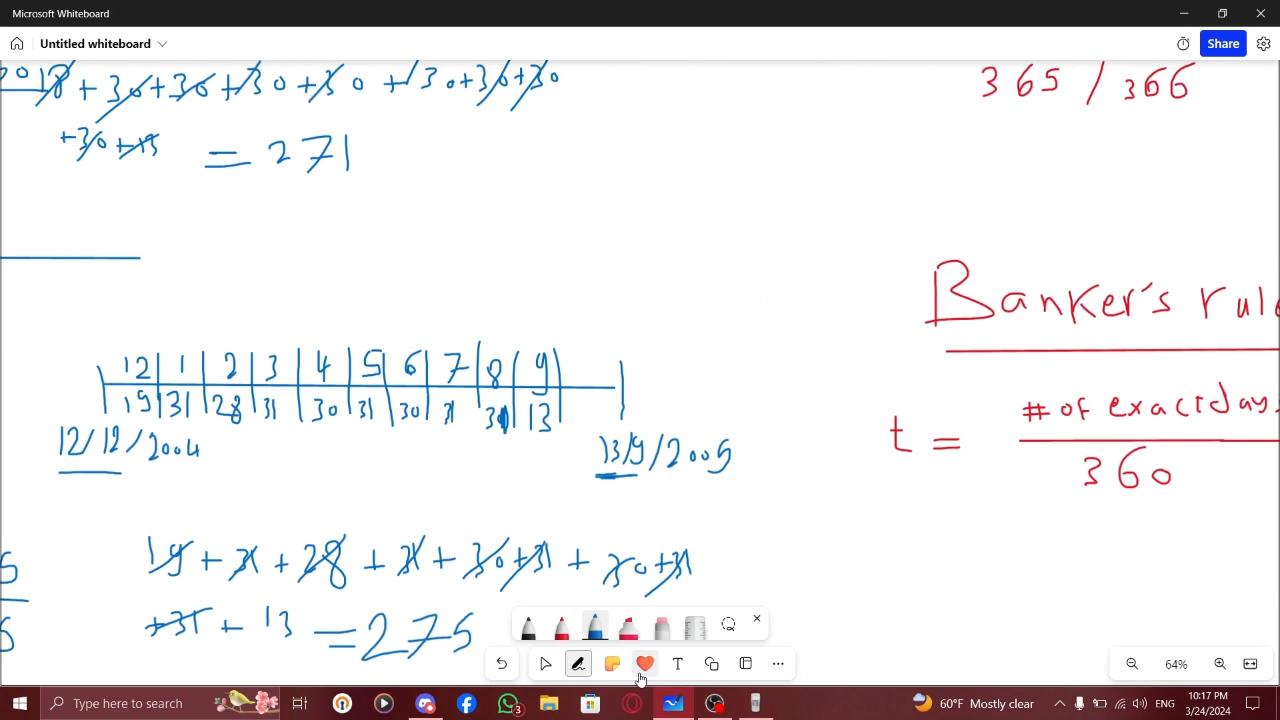 Microsoft Whiteboard
Untitled whiteboard
Share
18 + 30 + 30 + 30 + 30 + 30 + 30 + 30
+30 + 13 = 271
365 / 366
Banker's rule
12 1 2 3 4 5 6 7 8 9
19 31 28 31 30 31 30 31 31 13
12/12/2004
13/9/2005
t = # of exact days
360
19 + 31 + 28 + 31 + 30 + 31 + 30 + 31
+31 + 13 = 275
64%
Type here to search
3
60°F Mostly clear
ENG
10:17 PM
3/24/2024